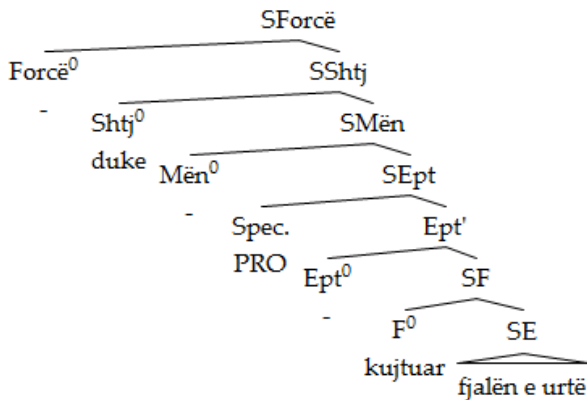 SForcë
Forcë⁰ SShtj
- Shtj⁰ SMën
duke Mën⁰ SEpt
- Spec. Ept'
PRO Ept⁰ SF
- F⁰ SE
kujtuar fjalën e urtë